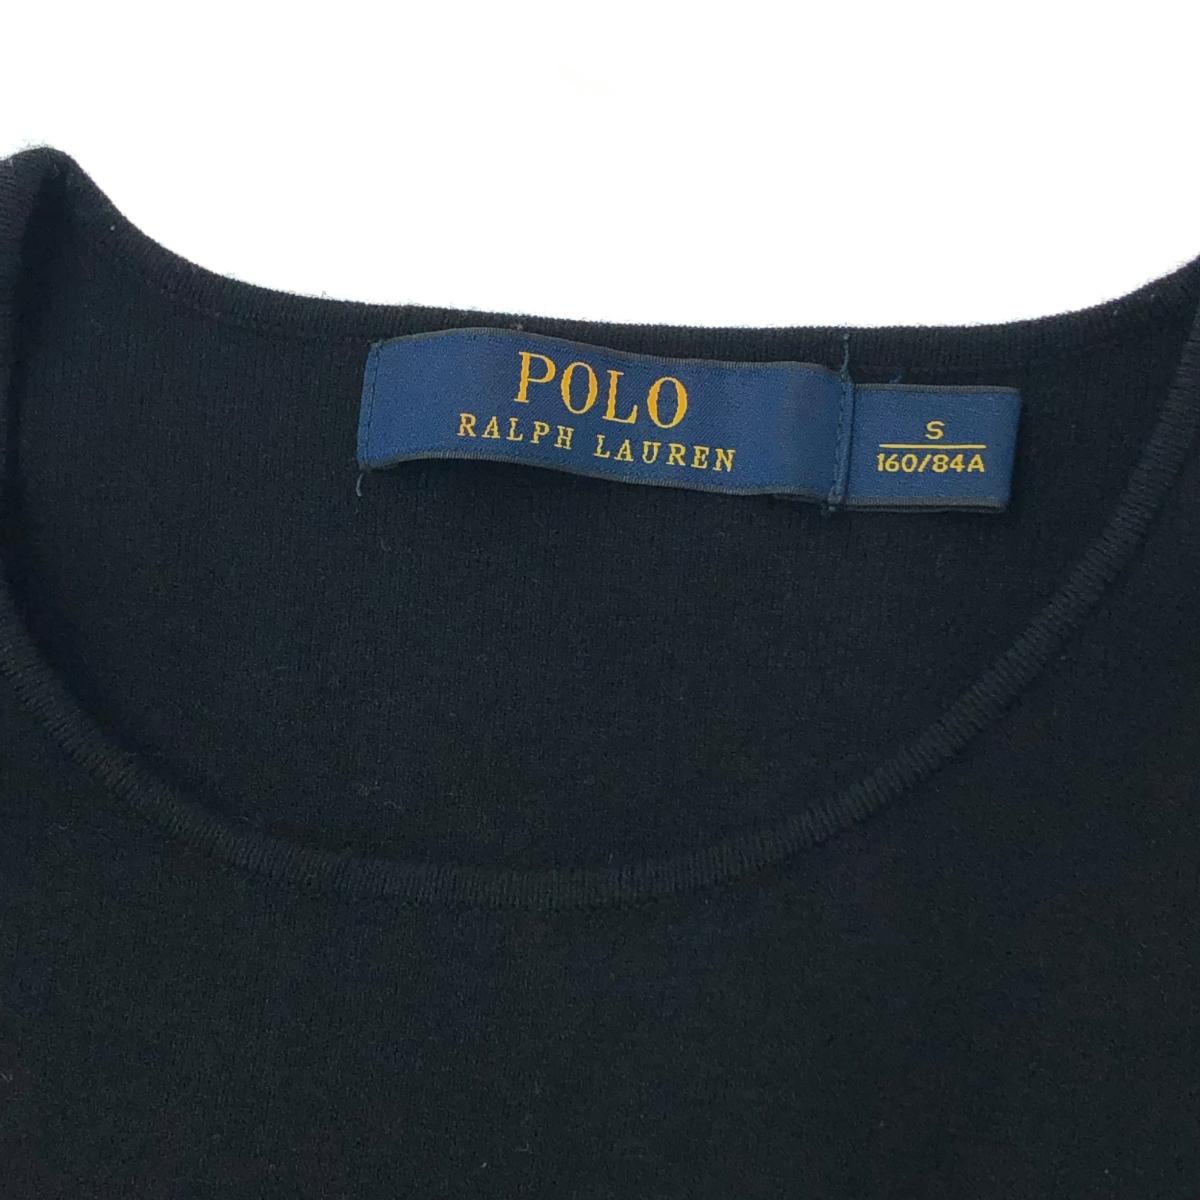 POLO
RALPH LAUREN
S
160/84A